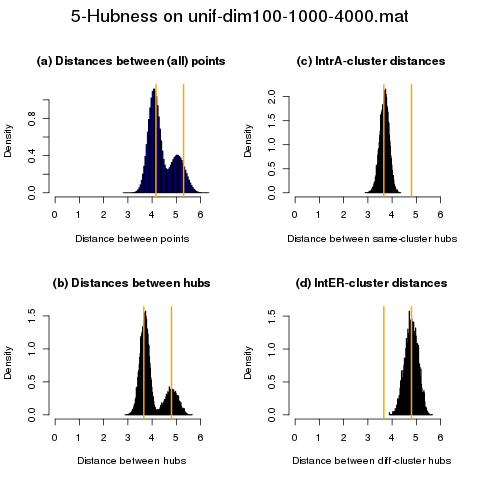 5-Hubness on unif-dim100-1000-4000.mat
(a) Distances between (all) points
Density
0.0 0.4 0.8
0 1 2 3 4 5 6
Distance between points
(c) IntrA-cluster distances
Density
0.0 0.5 1.0 1.5 2.0
0 1 2 3 4 5 6
Distance between same-cluster hubs
(b) Distances between hubs
Density
0.0 0.5 1.0 1.5
0 1 2 3 4 5 6
Distance between hubs
(d) IntER-cluster distances
Density
0.0 0.5 1.0 1.5
0 1 2 3 4 5 6
Distance between diff-cluster hubs